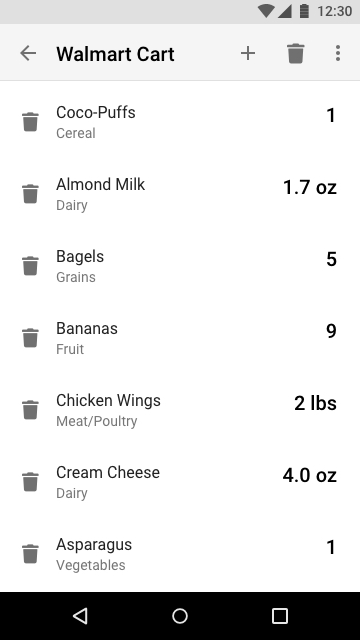 12:30
Walmart Cart
Coco-Puffs
1
Cereal
Almond Milk
1.7 oz
Dairy
Bagels
5
Grains
Bananas
9
Fruit
Chicken Wings
2 lbs
Meat/Poultry
Cream Cheese
4.0 oz
Dairy
Asparagus
1
Vegetables